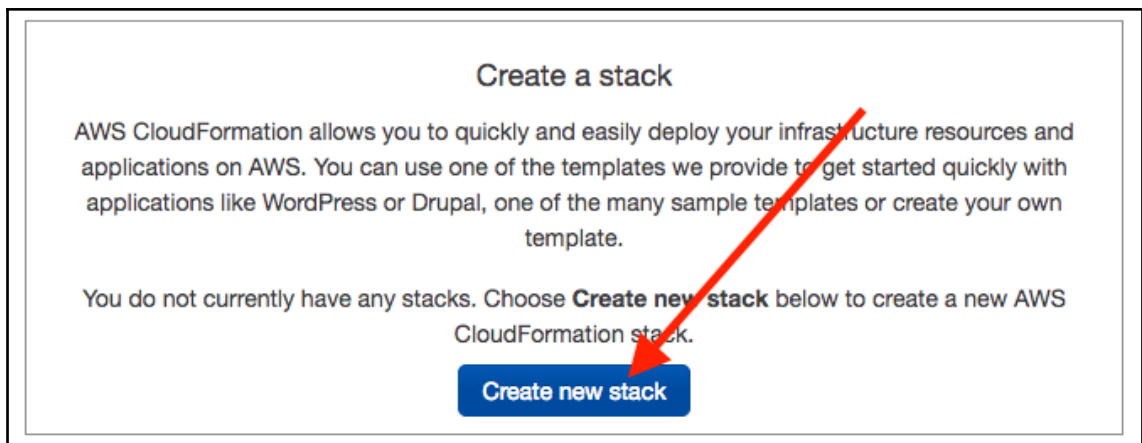 Create a stack
AWS CloudFormation allows you to quickly and easily deploy your infrastructure resources and
applications on AWS. You can use one of the templates we provide to get started quickly with
applications like WordPress or Drupal, one of the many sample templates or create your own
template.
You do not currently have any stacks. Choose Create new stack below to create a new AWS
CloudFormation stack.
Create new stack